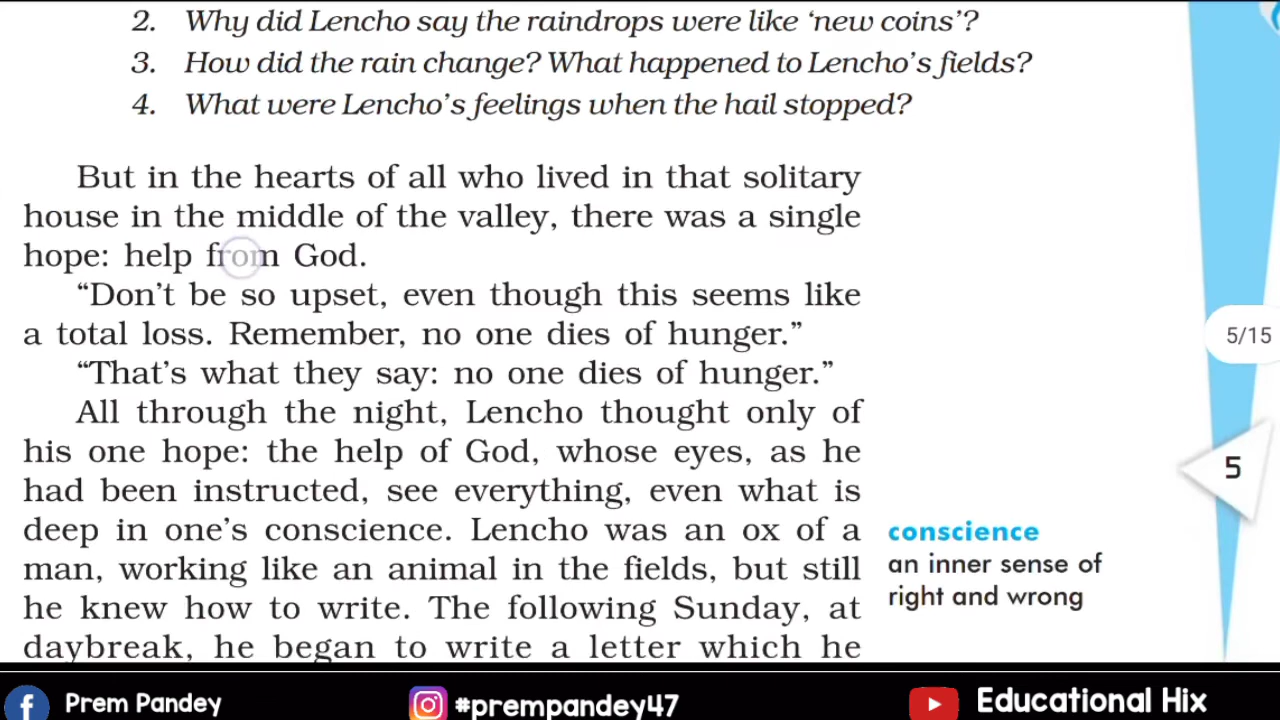 2. Why did Lencho say the raindrops were like ‘new coins’?
3. How did the rain change? What happened to Lencho’s fields?
4. What were Lencho’s feelings when the hail stopped?
But in the hearts of all who lived in that solitary
house in the middle of the valley, there was a single
hope: help from God.
“Don’t be so upset, even though this seems like
a total loss. Remember, no one dies of hunger.”
“That’s what they say: no one dies of hunger.”
All through the night, Lencho thought only of
his one hope: the help of God, whose eyes, as he
had been instructed, see everything, even what is
deep in one’s conscience. Lencho was an ox of a
man, working like an animal in the fields, but still
he knew how to write. The following Sunday, at
daybreak, he began to write a letter which he
conscience
an inner sense of
right and wrong
5/15
5
Prem Pandey
#prempandey47
Educational Hix